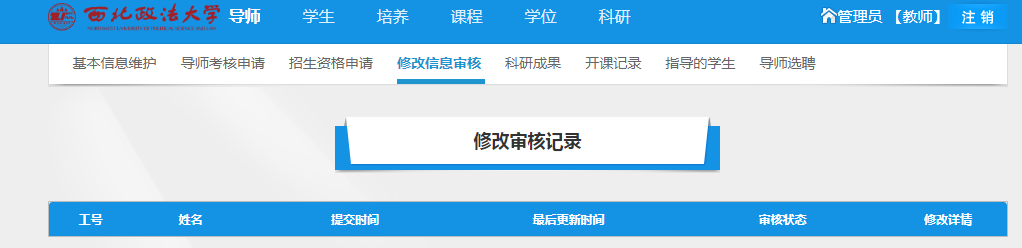 西北政法大学 导师 学生 培养 课程 学位 科研 管理员 【教师】 注 销
基本信息维护 导师考核申请 招生资格申请 修改信息审核 科研成果 开课记录 指导的学生 导师选聘
修改审核记录
工号 姓名 提交时间 最后更新时间 审核状态 修改详情